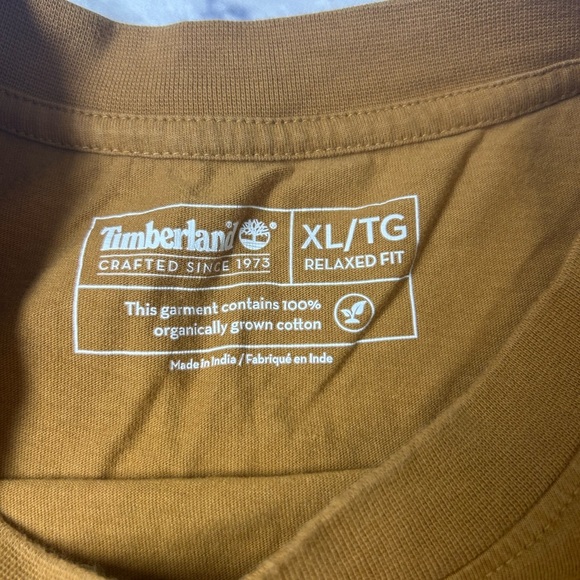 Timberland ®
CRAFTED SINCE 1973
XL/TG
RELAXED FIT
This garment contains 100%
organically grown cotton
Made in India / Fabriqué en Inde